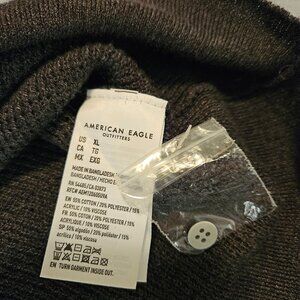 AMERICAN EAGLE
OUTFITTERS
US XL
CA TG
MX EXG
MADE IN BANGLADESH
BANGLADESH / HECHO
EN 55% COTTON / 20% POLYESTER / 15%
ACRYLIC / 10% VISCOSE
FR 55% COTON / 20% POLYESTER / 15%
ACRYLIQUE / 10% VISCOSE
SP 55% algodón / 20% poliéster / 15%
acrílico / 10% viscosa
EN TURN GARMENT INSIDE OUT